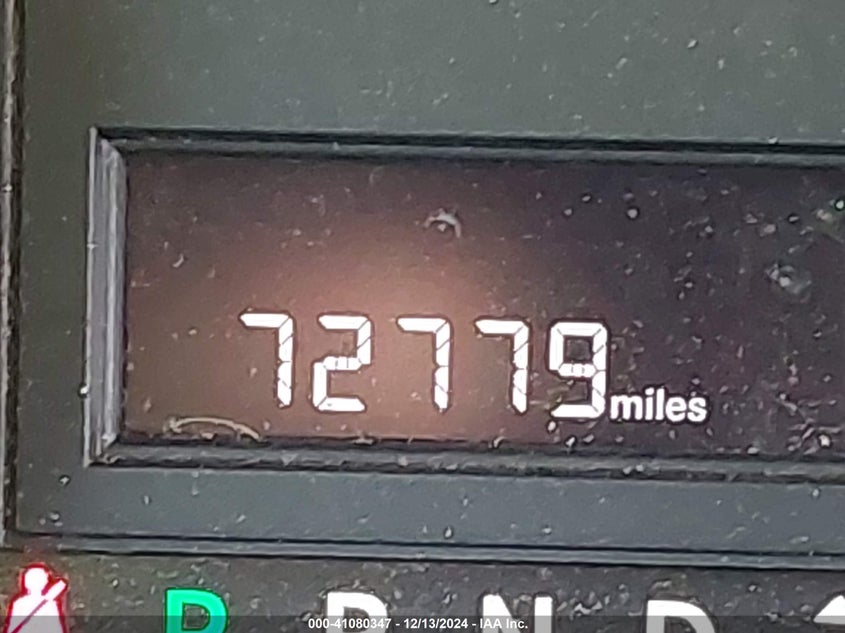 72779 miles
P R N D
000-41080347 - 12/13/2024 - IAA Inc.